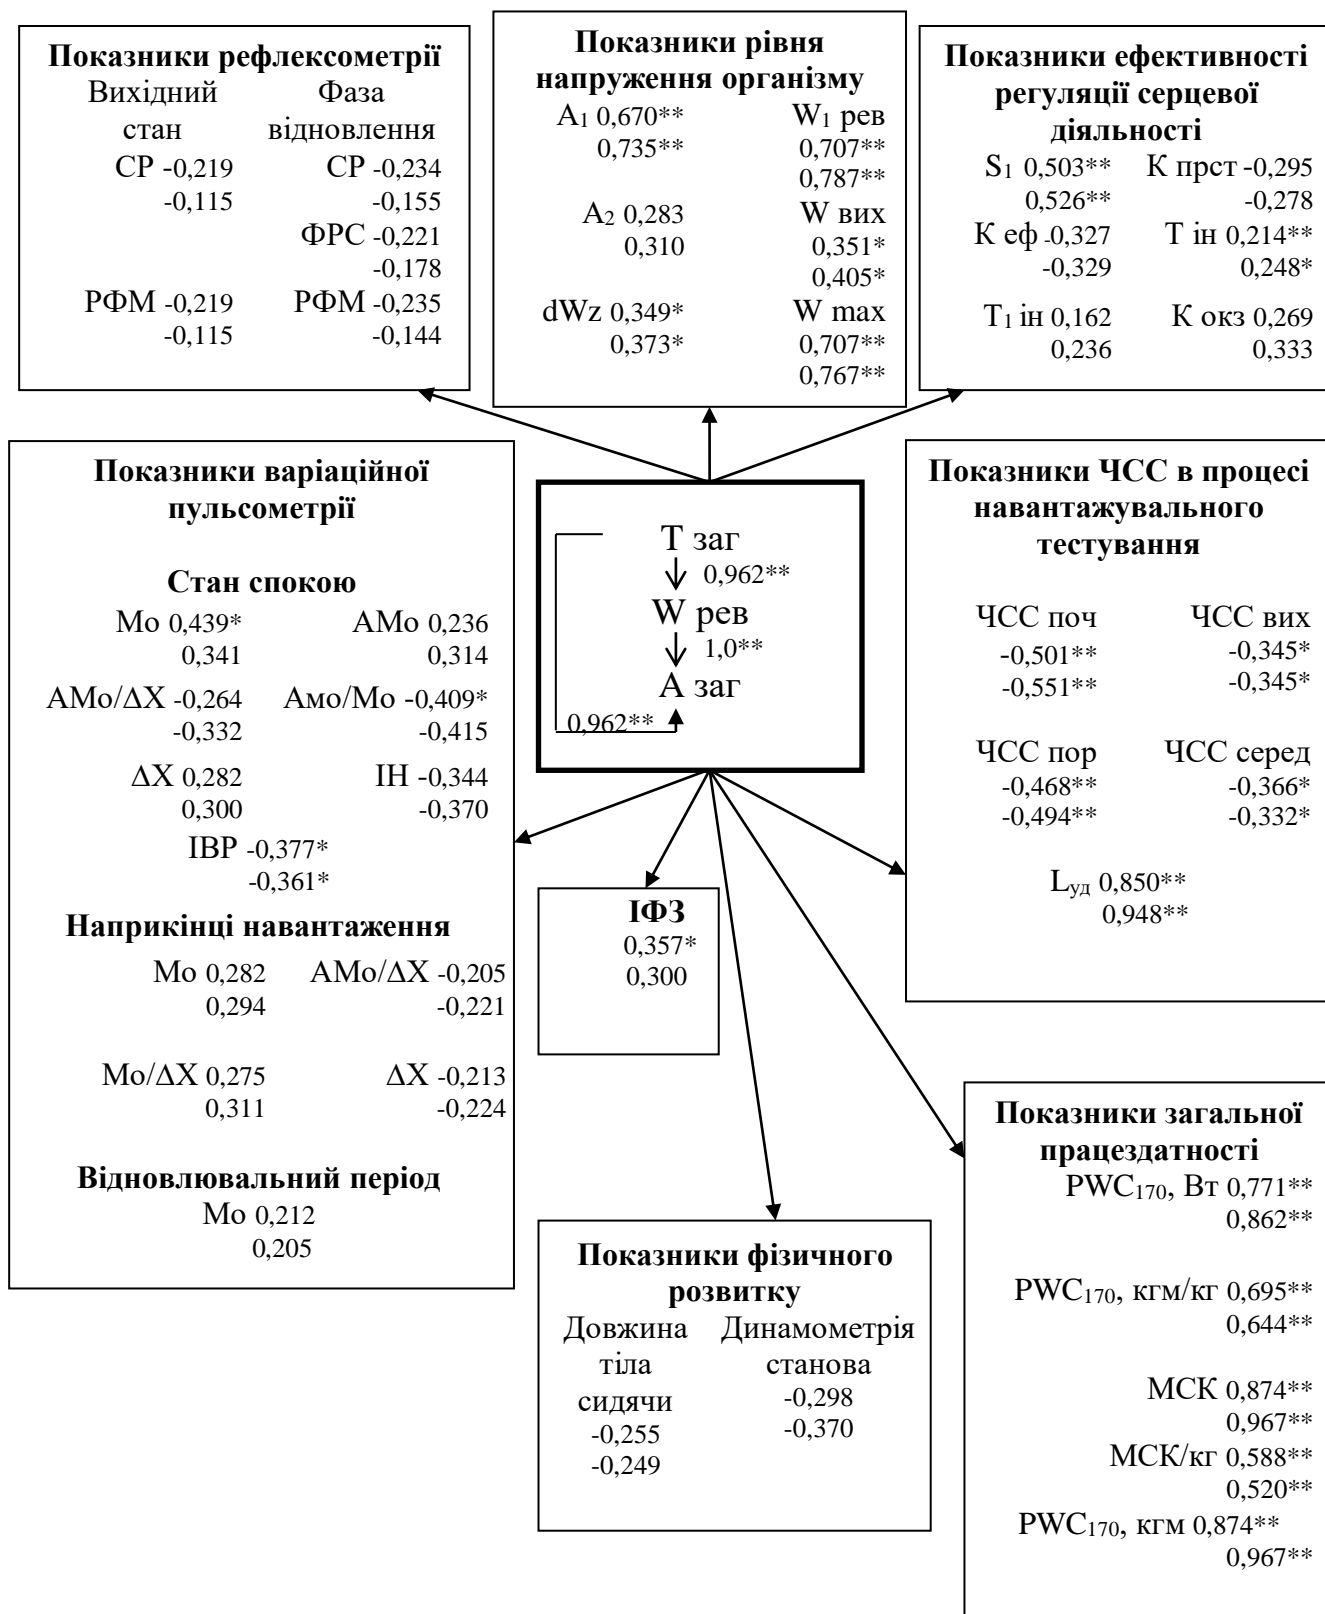 Показники рефлексометрії
Вихідний Фаза
стан відновлення
СР -0,219 СР -0,234
-0,115 -0,155
ФРС -0,221
-0,178
РФМ -0,219 РФМ -0,235
-0,115 -0,144
Показники рівня
напруження організму
A₁ 0,670** W₁ рев
0,735** 0,707**
0,787**
A₂ 0,283 W вих
0,310 0,351*
0,405*
dWz 0,349* W max
0,373* 0,707**
0,767**
Показники ефективності
регуляції серцевої
діяльності
S₁ 0,503** К прст -0,295
0,526** -0,278
К еф -0,327 Т ін 0,214**
-0,329 0,248*
Т₁ ін 0,162 К окз 0,269
0,236 0,333
Показники варіаційної
пульсометрії
Стан спокою
Мо 0,439* АМо 0,236
0,341 0,314
АМо/ΔХ -0,264 Амо/Мо -0,409*
-0,332 -0,415
ΔХ 0,282 ІН -0,344
0,300 -0,370
ІВР -0,377*
-0,361*
Наприкінці навантаження
Мо 0,282 АМо/ΔХ -0,205
0,294 -0,221
Мо/ΔХ 0,275 ΔХ -0,213
0,311 -0,224
Відновлювальний період
Мо 0,212
0,205
Т заг
0,962**
W рев
1,0**
А заг
0,962**
Показники ЧСС в процесі
навантажувального
тестування
ЧСС поч ЧСС вих
-0,501** -0,345*
-0,551** -0,345*
ЧСС пор ЧСС серед
-0,468** -0,366*
-0,494** -0,332*
Lуд 0,850**
0,948**
ІФЗ
0,357*
0,300
Показники фізичного
розвитку
Довжина Динамометрія
тіла станова
сидячи -0,298
-0,255 -0,370
-0,249
Показники загальної
працездатності
PWC₁₇₀, Вт 0,771**
0,862**
PWC₁₇₀, кгм/кг 0,695**
0,644**
МСК 0,874**
0,967**
МСК/кг 0,588**
0,520**
PWC₁₇₀, кгм 0,874**
0,967**